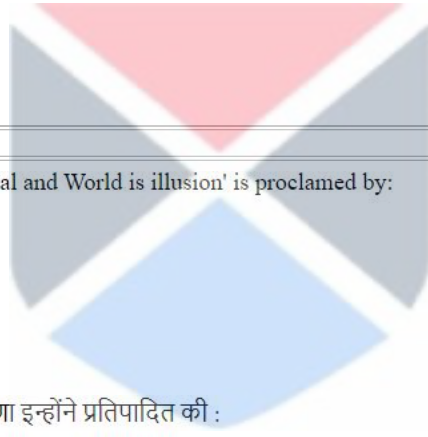 al and World is illusion' is proclamed by:
णा इन्होंने प्रतिपादित की :